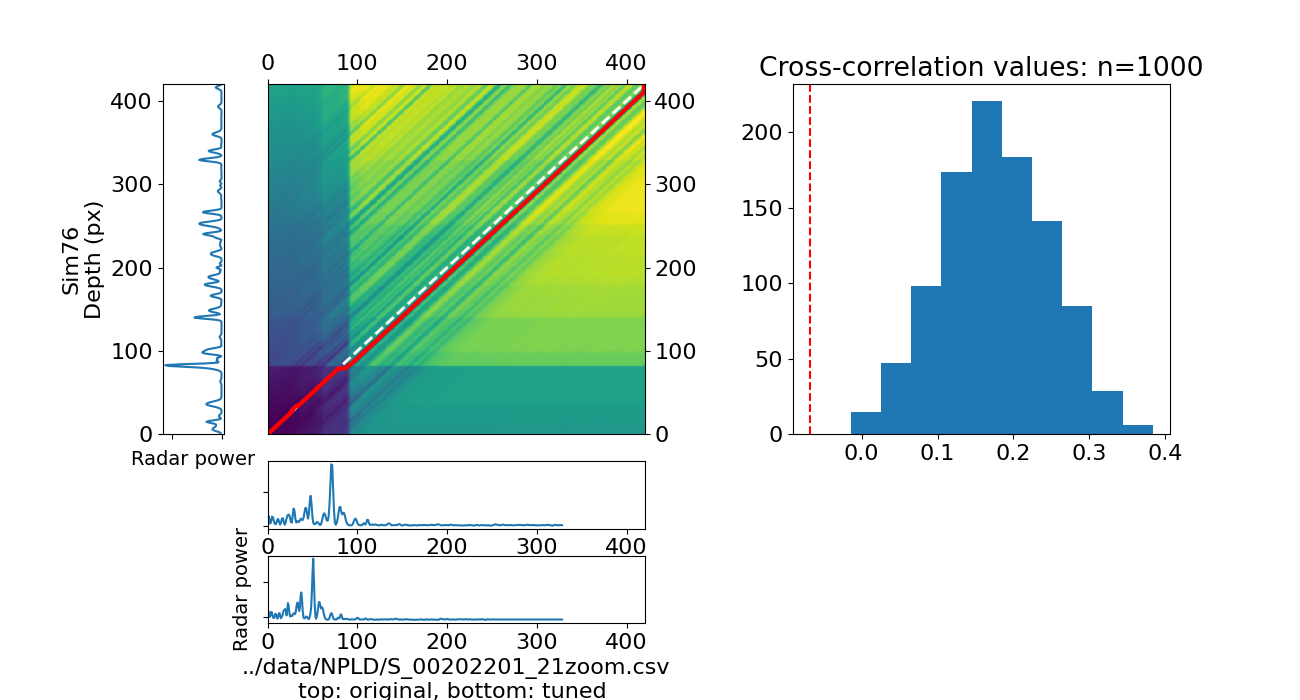 0 100 200 300 400
Cross-correlation values: n=1000
400 400
300 300
200 200
100 100
0 0
Sim76
Depth (px)
Radar power
200
150
100
50
0
0.0 0.1 0.2 0.3 0.4
0 100 200 300 400
Radar power
0 100 200 300 400
../data/NPLD/S_00202201_21zoom.csv
top: original, bottom: tuned